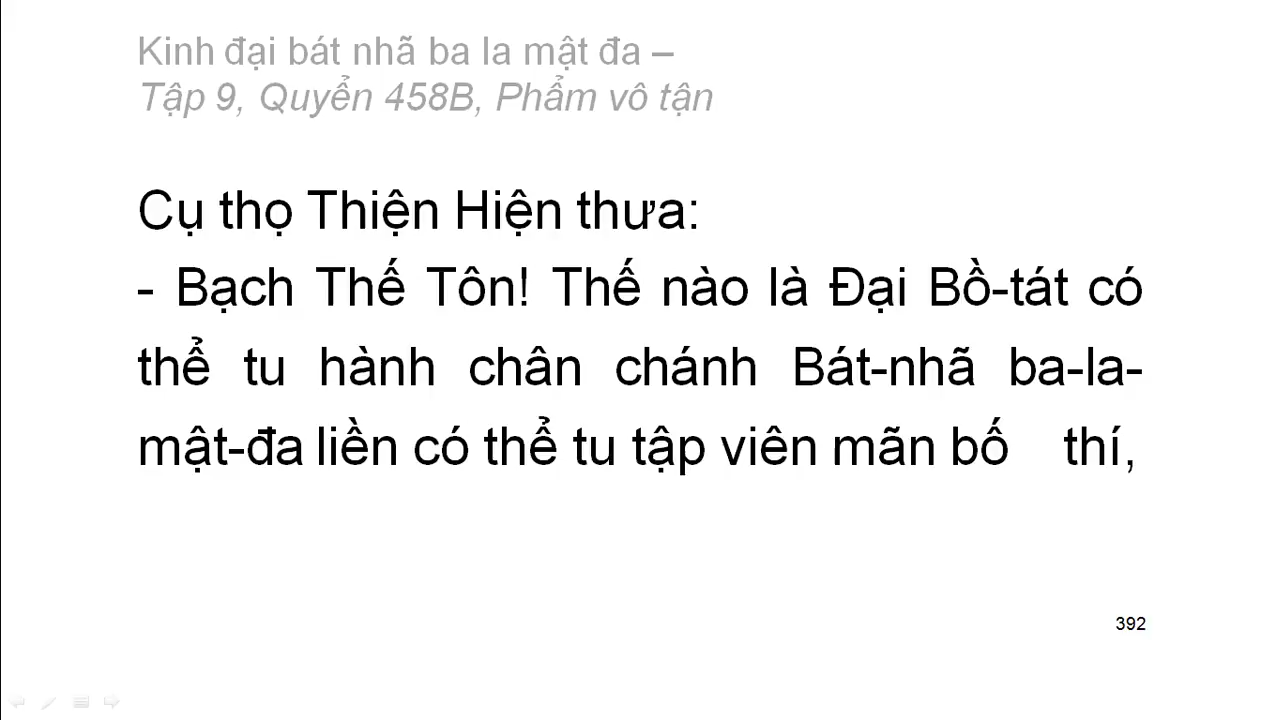 Kinh đại bát nhã ba la mật đa –
Tập 9, Quyển 458B, Phẩm vô tận
Cụ thọ Thiện Hiện thưa:
- Bạch Thế Tôn! Thế nào là Đại Bồ-tát có
thể tu hành chân chánh Bát-nhã ba-la-
mật-đa liền có thể tu tập viên mãn bố thí,
392